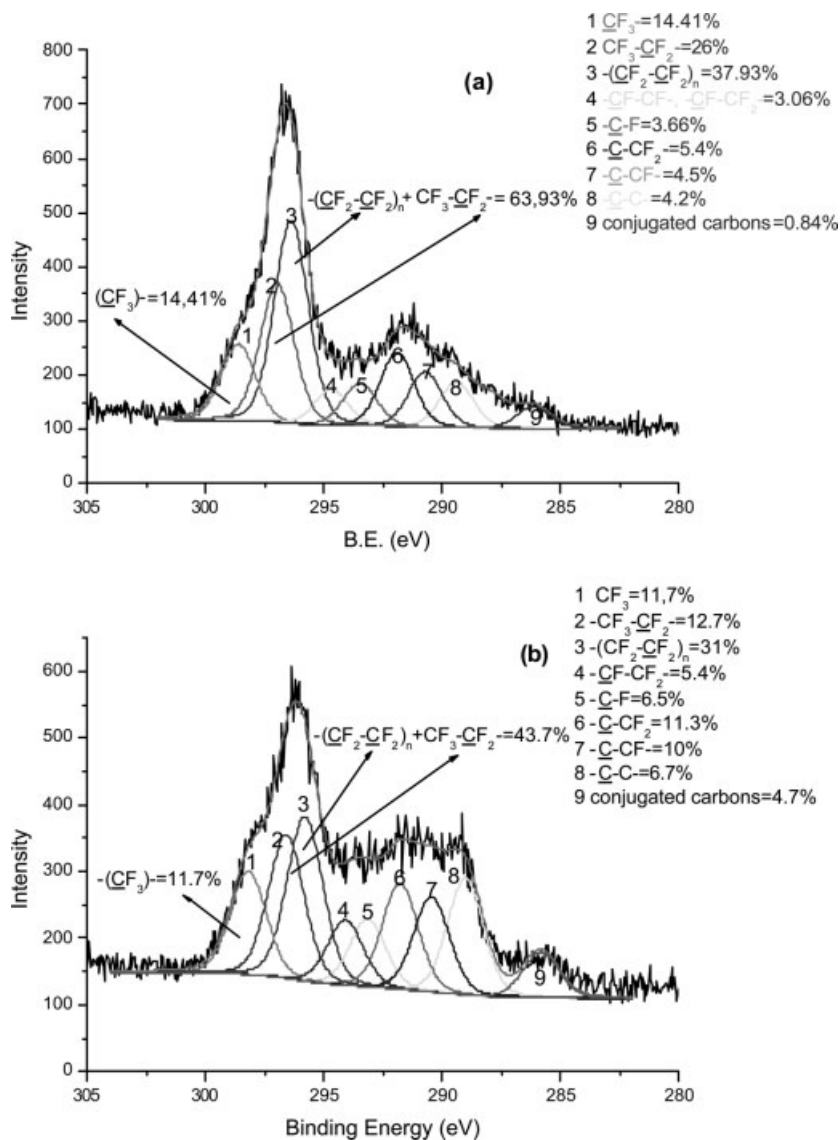 1 CF₃-=14.41%
2 CF₃-CF₂-=26%
3 -(CF₂-CF₂)ₙ=37.93%
4 -CF-CF-, -CF-CF₂-=3.06%
5 -C-F=3.66%
6 -C-CF₂-=5.4%
7 -C-CF-=4.5%
8 -C-C-=4.2%
9 conjugated carbons=0.84%
(a)
800
700
600
500
400
300
200
100
0
Intensity
-(CF₂-CF₂)ₙ+ CF₃-CF₂-= 63,93%
(CF₃)-=14,41%
1
2
3
4
5
6
7
8
9
305
300
295
290
285
280
B.E. (eV)
1 CF₃=11,7%
2 -CF₃-CF₂-=12.7%
3 -(CF₂-CF₂)ₙ=31%
4 -CF-CF₂-=5.4%
5 -C-F=6.5%
6 -C-CF₂=11.3%
7 -C-CF-=10%
8 -C-C-=6.7%
9 conjugated carbons=4.7%
(b)
700
600
500
400
300
200
100
0
Intensity
-(CF₂-CF₂)ₙ+CF₃-CF₂-=43.7%
-(CF₃)-=11.7%
1
2
3
4
5
6
7
8
9
305
300
295
290
285
280
Binding Energy (eV)